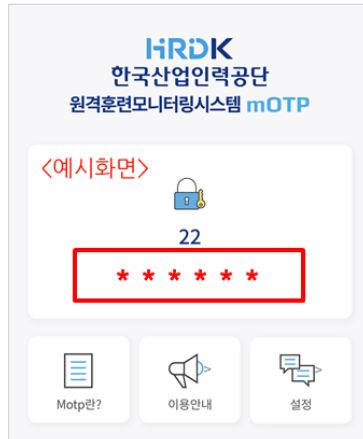 HRDK
한국산업인력공단
원격훈련모니터링시스템 mOTP
<예시화면>
22
* * * * * *
Motp란?
이용안내
설정